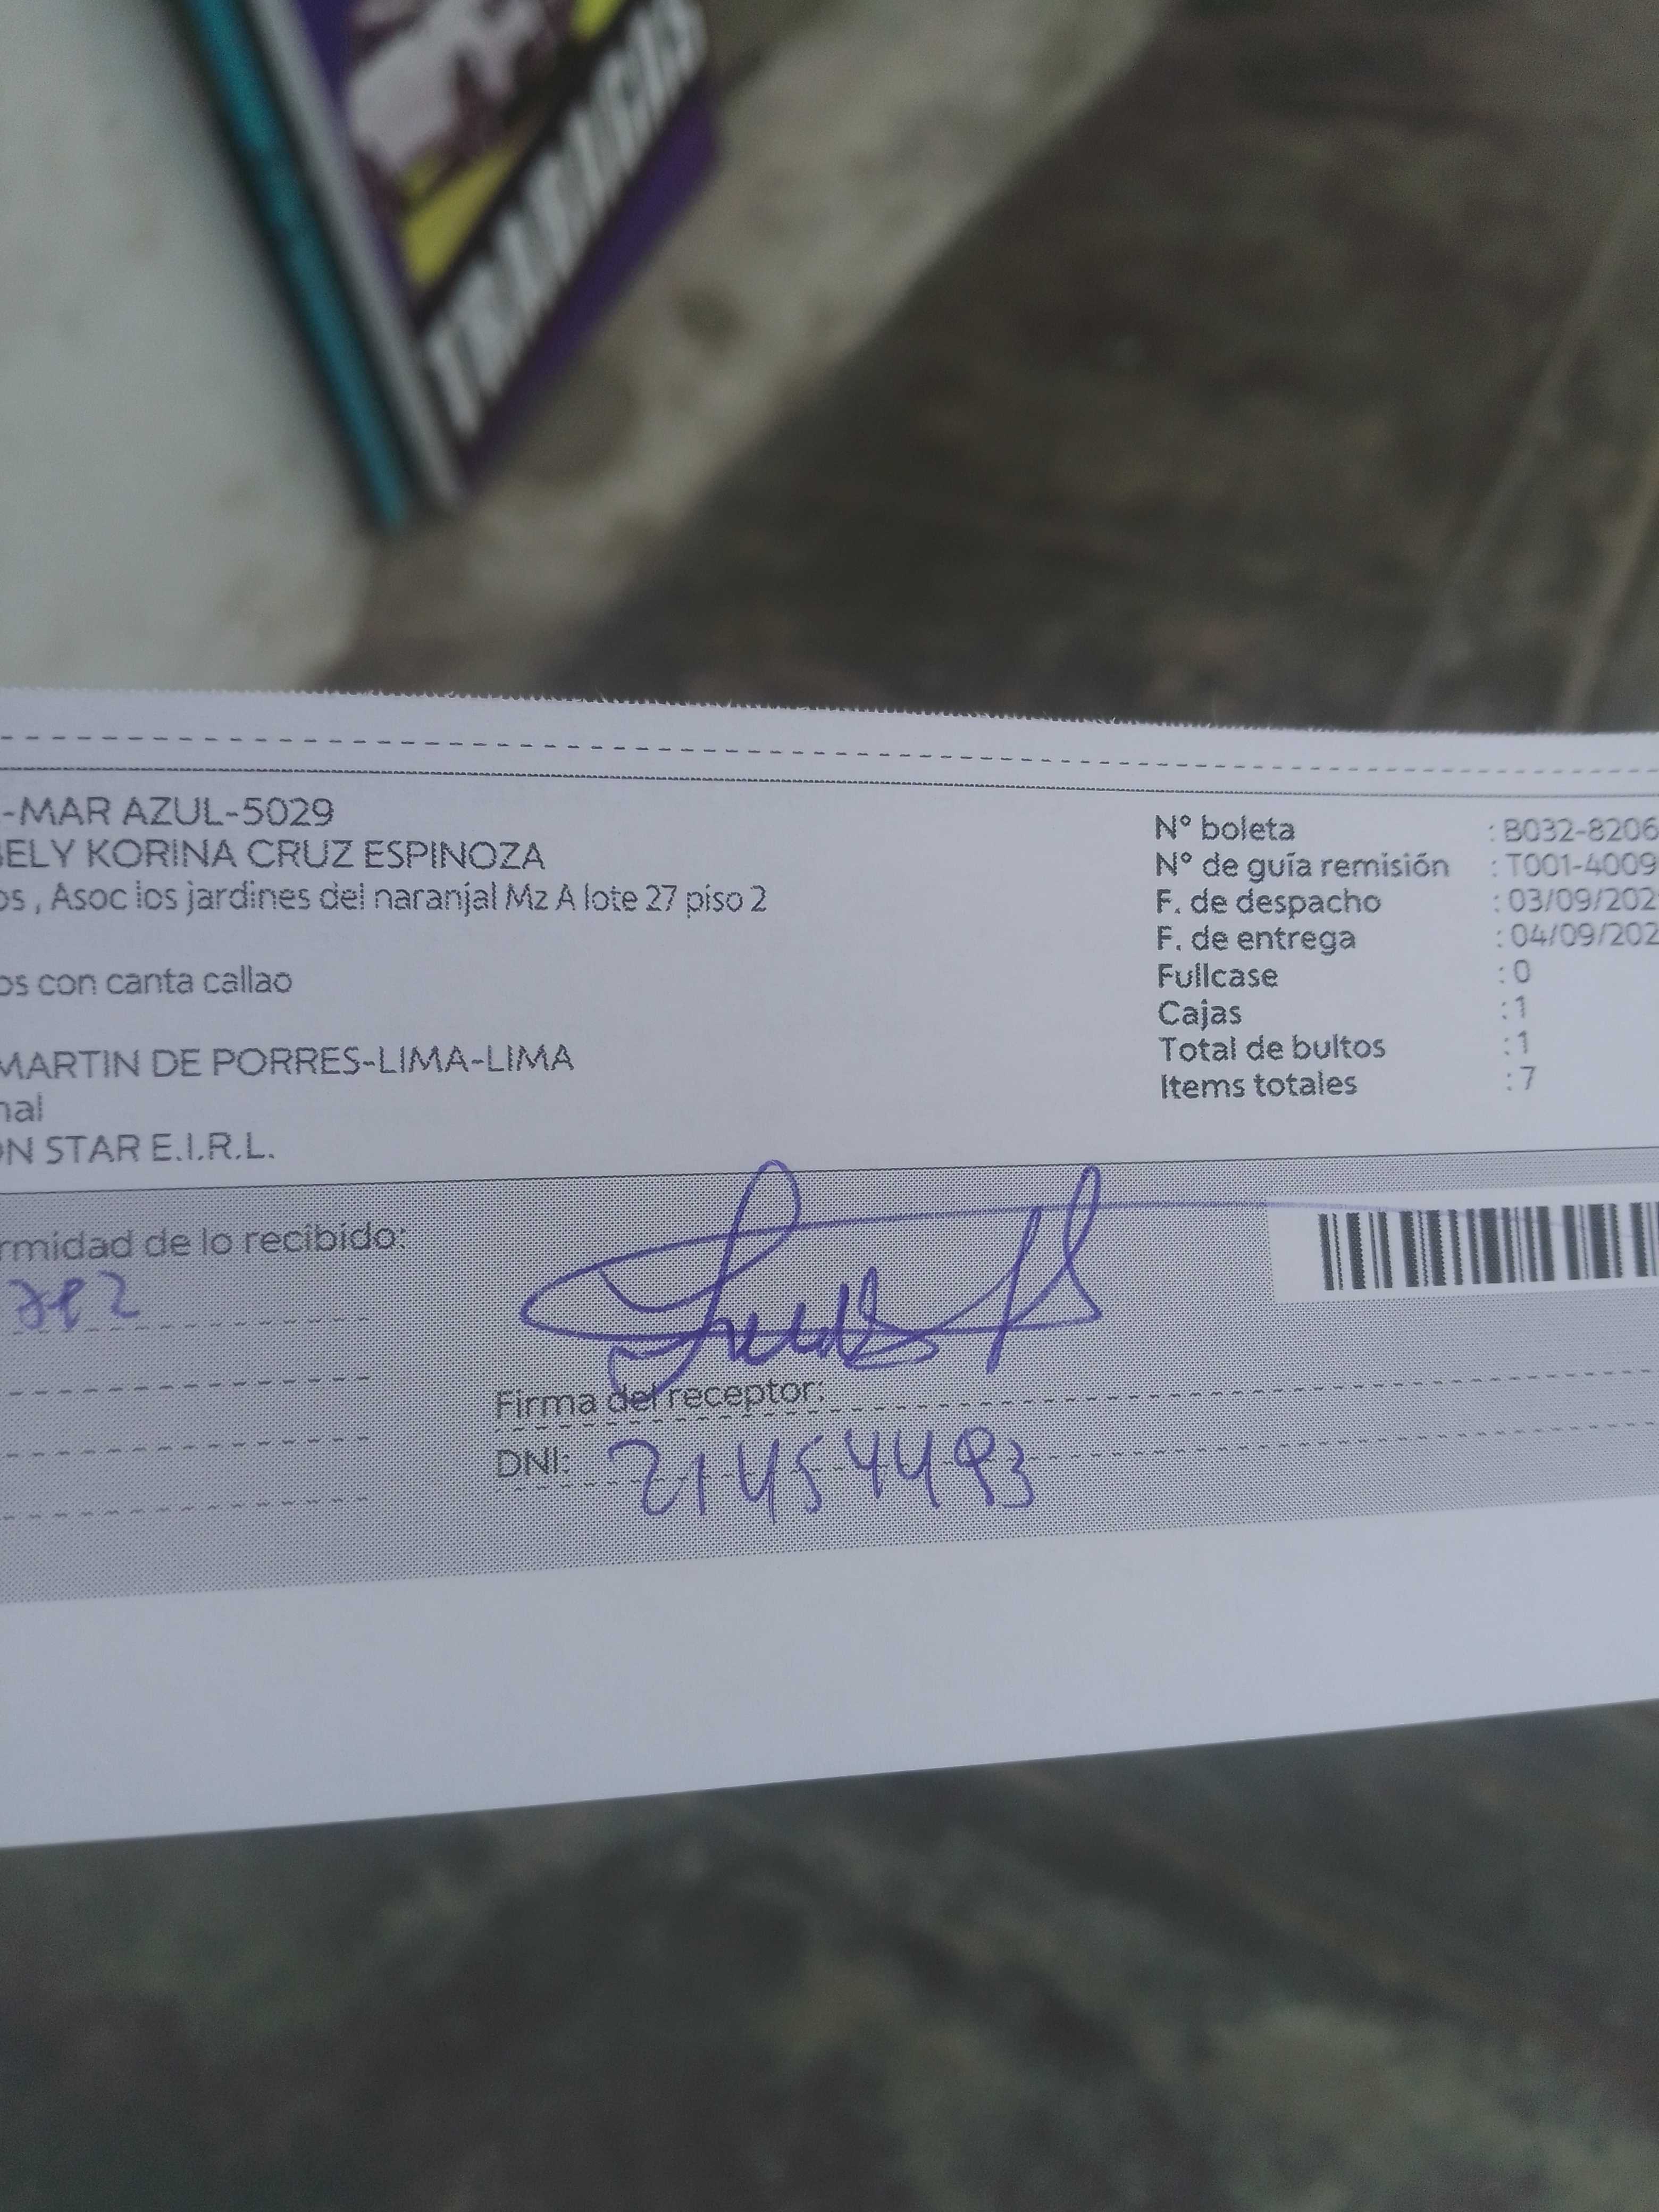 -MAR AZUL-5029
BELY KORINA CRUZ ESPINOZA
os , Asoc los jardines del naranjal Mz A lote 27 piso 2
os con canta callao
MARTIN DE PORRES-LIMA-LIMA
nal
ON STAR E.I.R.L.
N° boleta : B032-8206
N° de guía remisión : T001-4009
F. de despacho : 03/09/202
F. de entrega : 04/09/202
Fullcase : 0
Cajas : 1
Total de bultos : 1
Items totales : 7
rmidad de lo recibido:
Firma del receptor:
DNI: 21454493